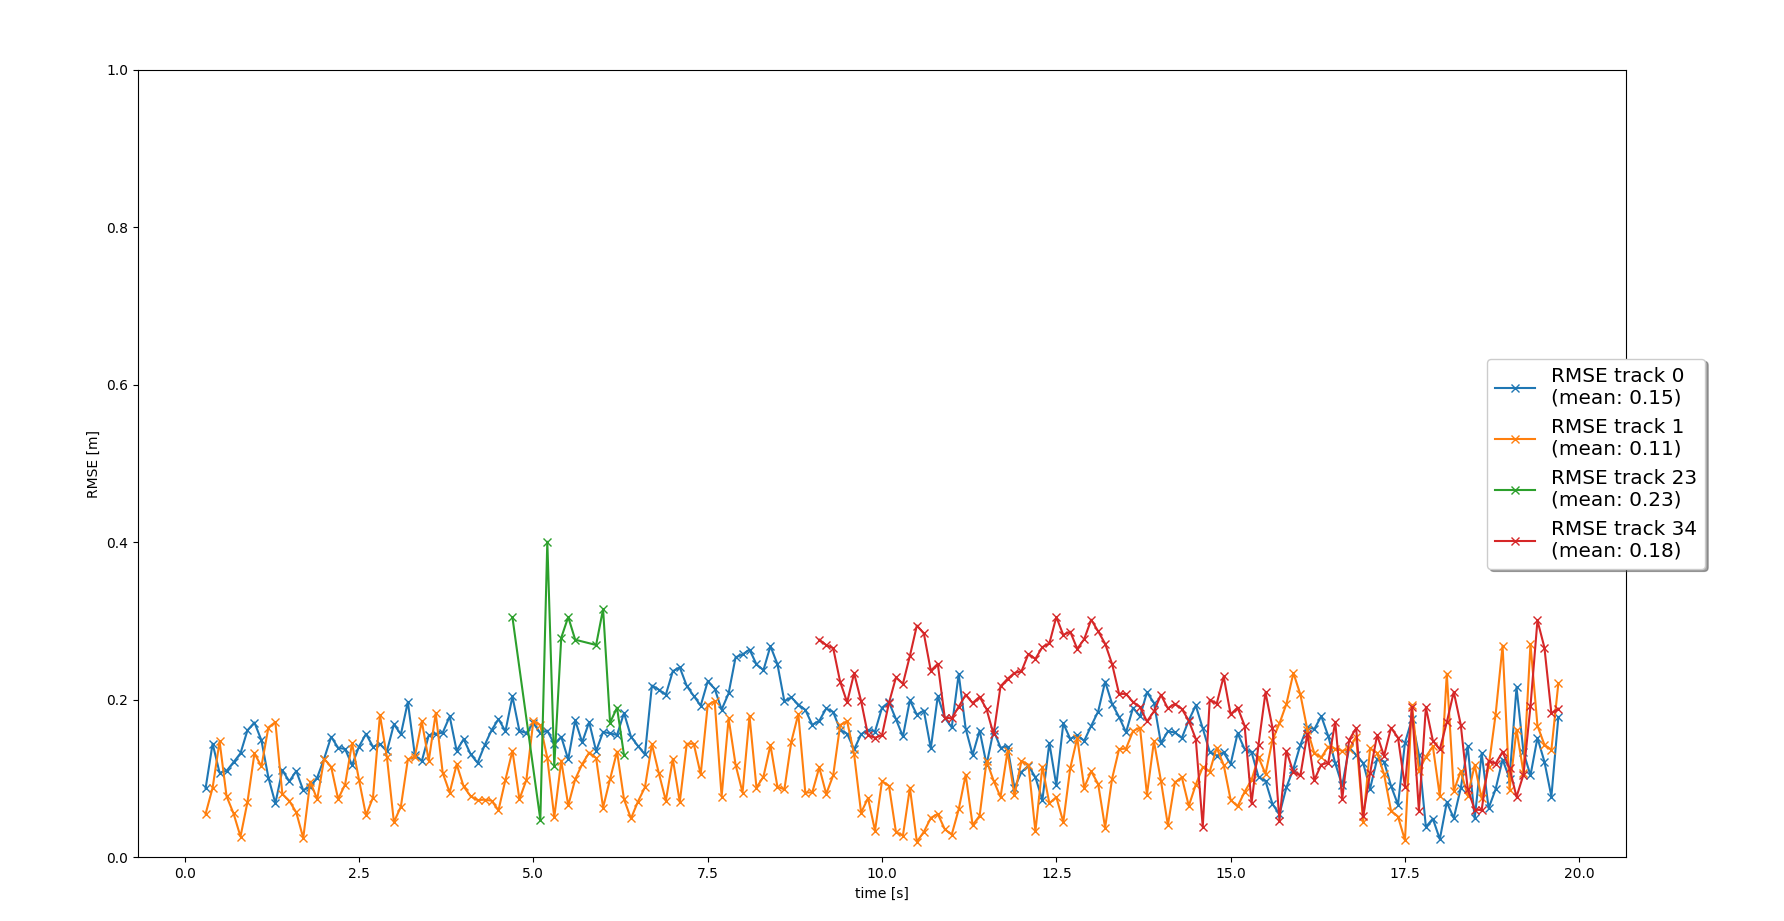 1.0
0.8
0.6
0.4
0.2
0.0
RMSE [m]
0.0 2.5 5.0 7.5 10.0 12.5 15.0 17.5 20.0
time [s]
RMSE track 0
(mean: 0.15)
RMSE track 1
(mean: 0.11)
RMSE track 23
(mean: 0.23)
RMSE track 34
(mean: 0.18)